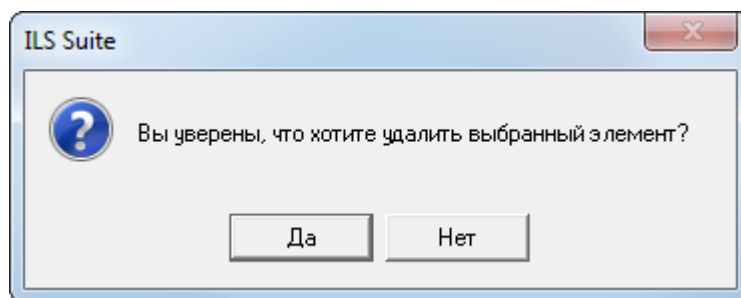 ILS Suite
Вы уверены, что хотите удалить выбранный элемент?
Да
Нет